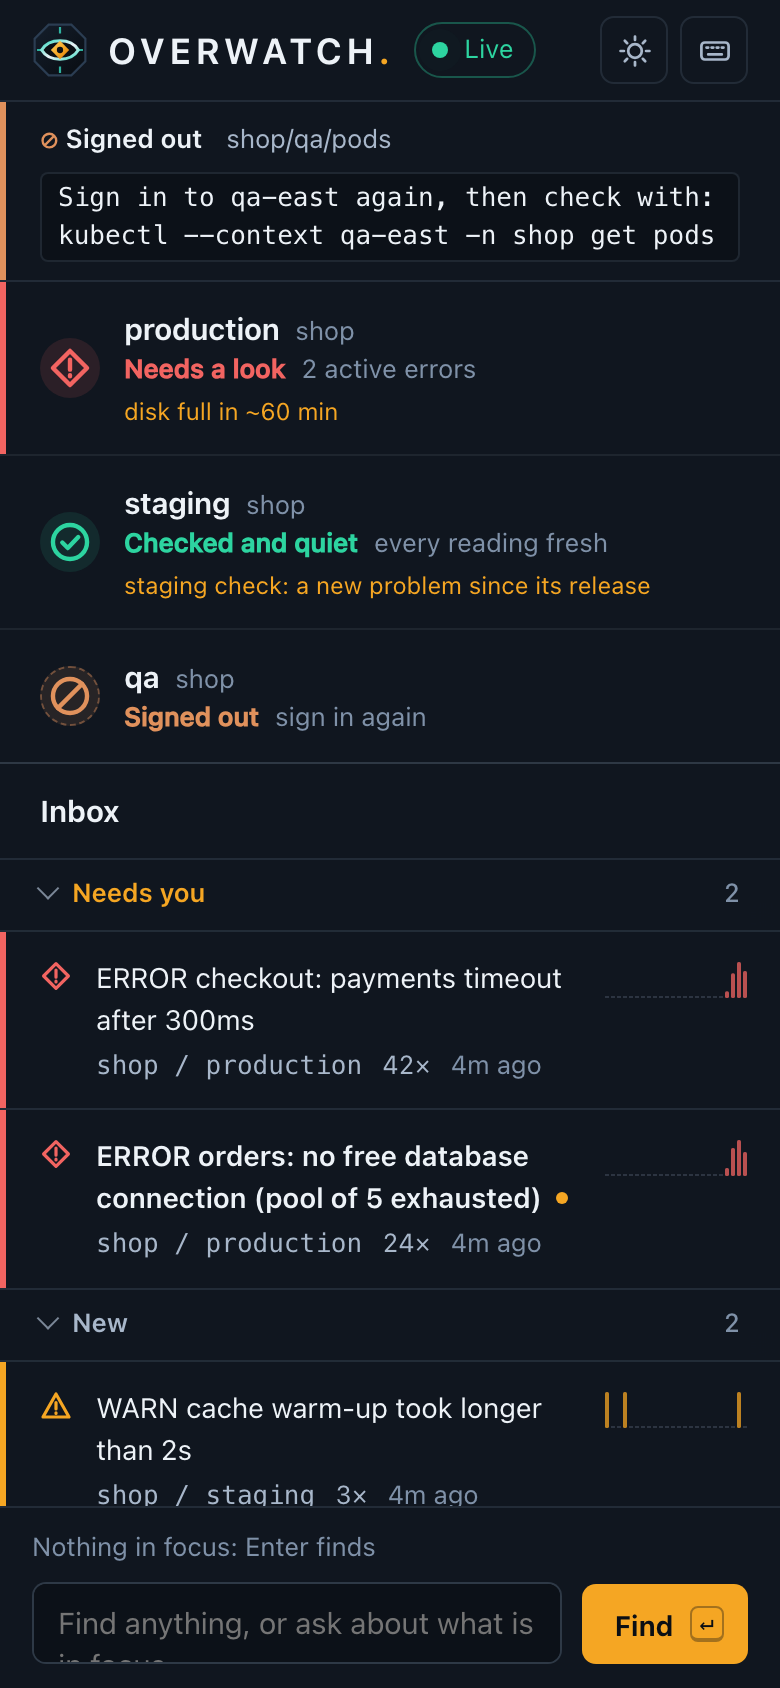 OVERWATCH.
Live
Signed out shop/qa/pods
Sign in to qa-east again, then check with:
kubectl --context qa-east -n shop get pods
production shop
Needs a look 2 active errors
disk full in ~60 min
staging shop
Checked and quiet every reading fresh
staging check: a new problem since its release
qa shop
Signed out sign in again
Inbox
Needs you 2
ERROR checkout: payments timeout
after 300ms
shop / production 42× 4m ago
ERROR orders: no free database
connection (pool of 5 exhausted)
shop / production 24× 4m ago
New 2
WARN cache warm-up took longer
than 2s
shop / staging 3× 4m ago
Nothing in focus: Enter finds
Find anything, or ask about what is
in focus
Find ↵